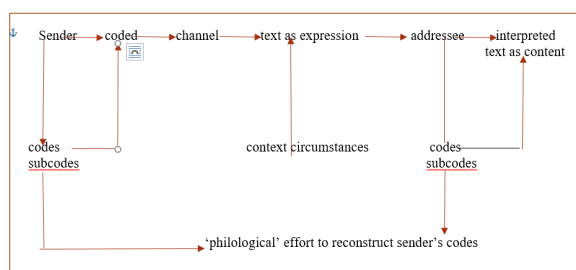 Sender coded channel text as expression addressee interpreted
text as content
codes context circumstances codes
subcodes subcodes
‘philological’ effort to reconstruct sender’s codes